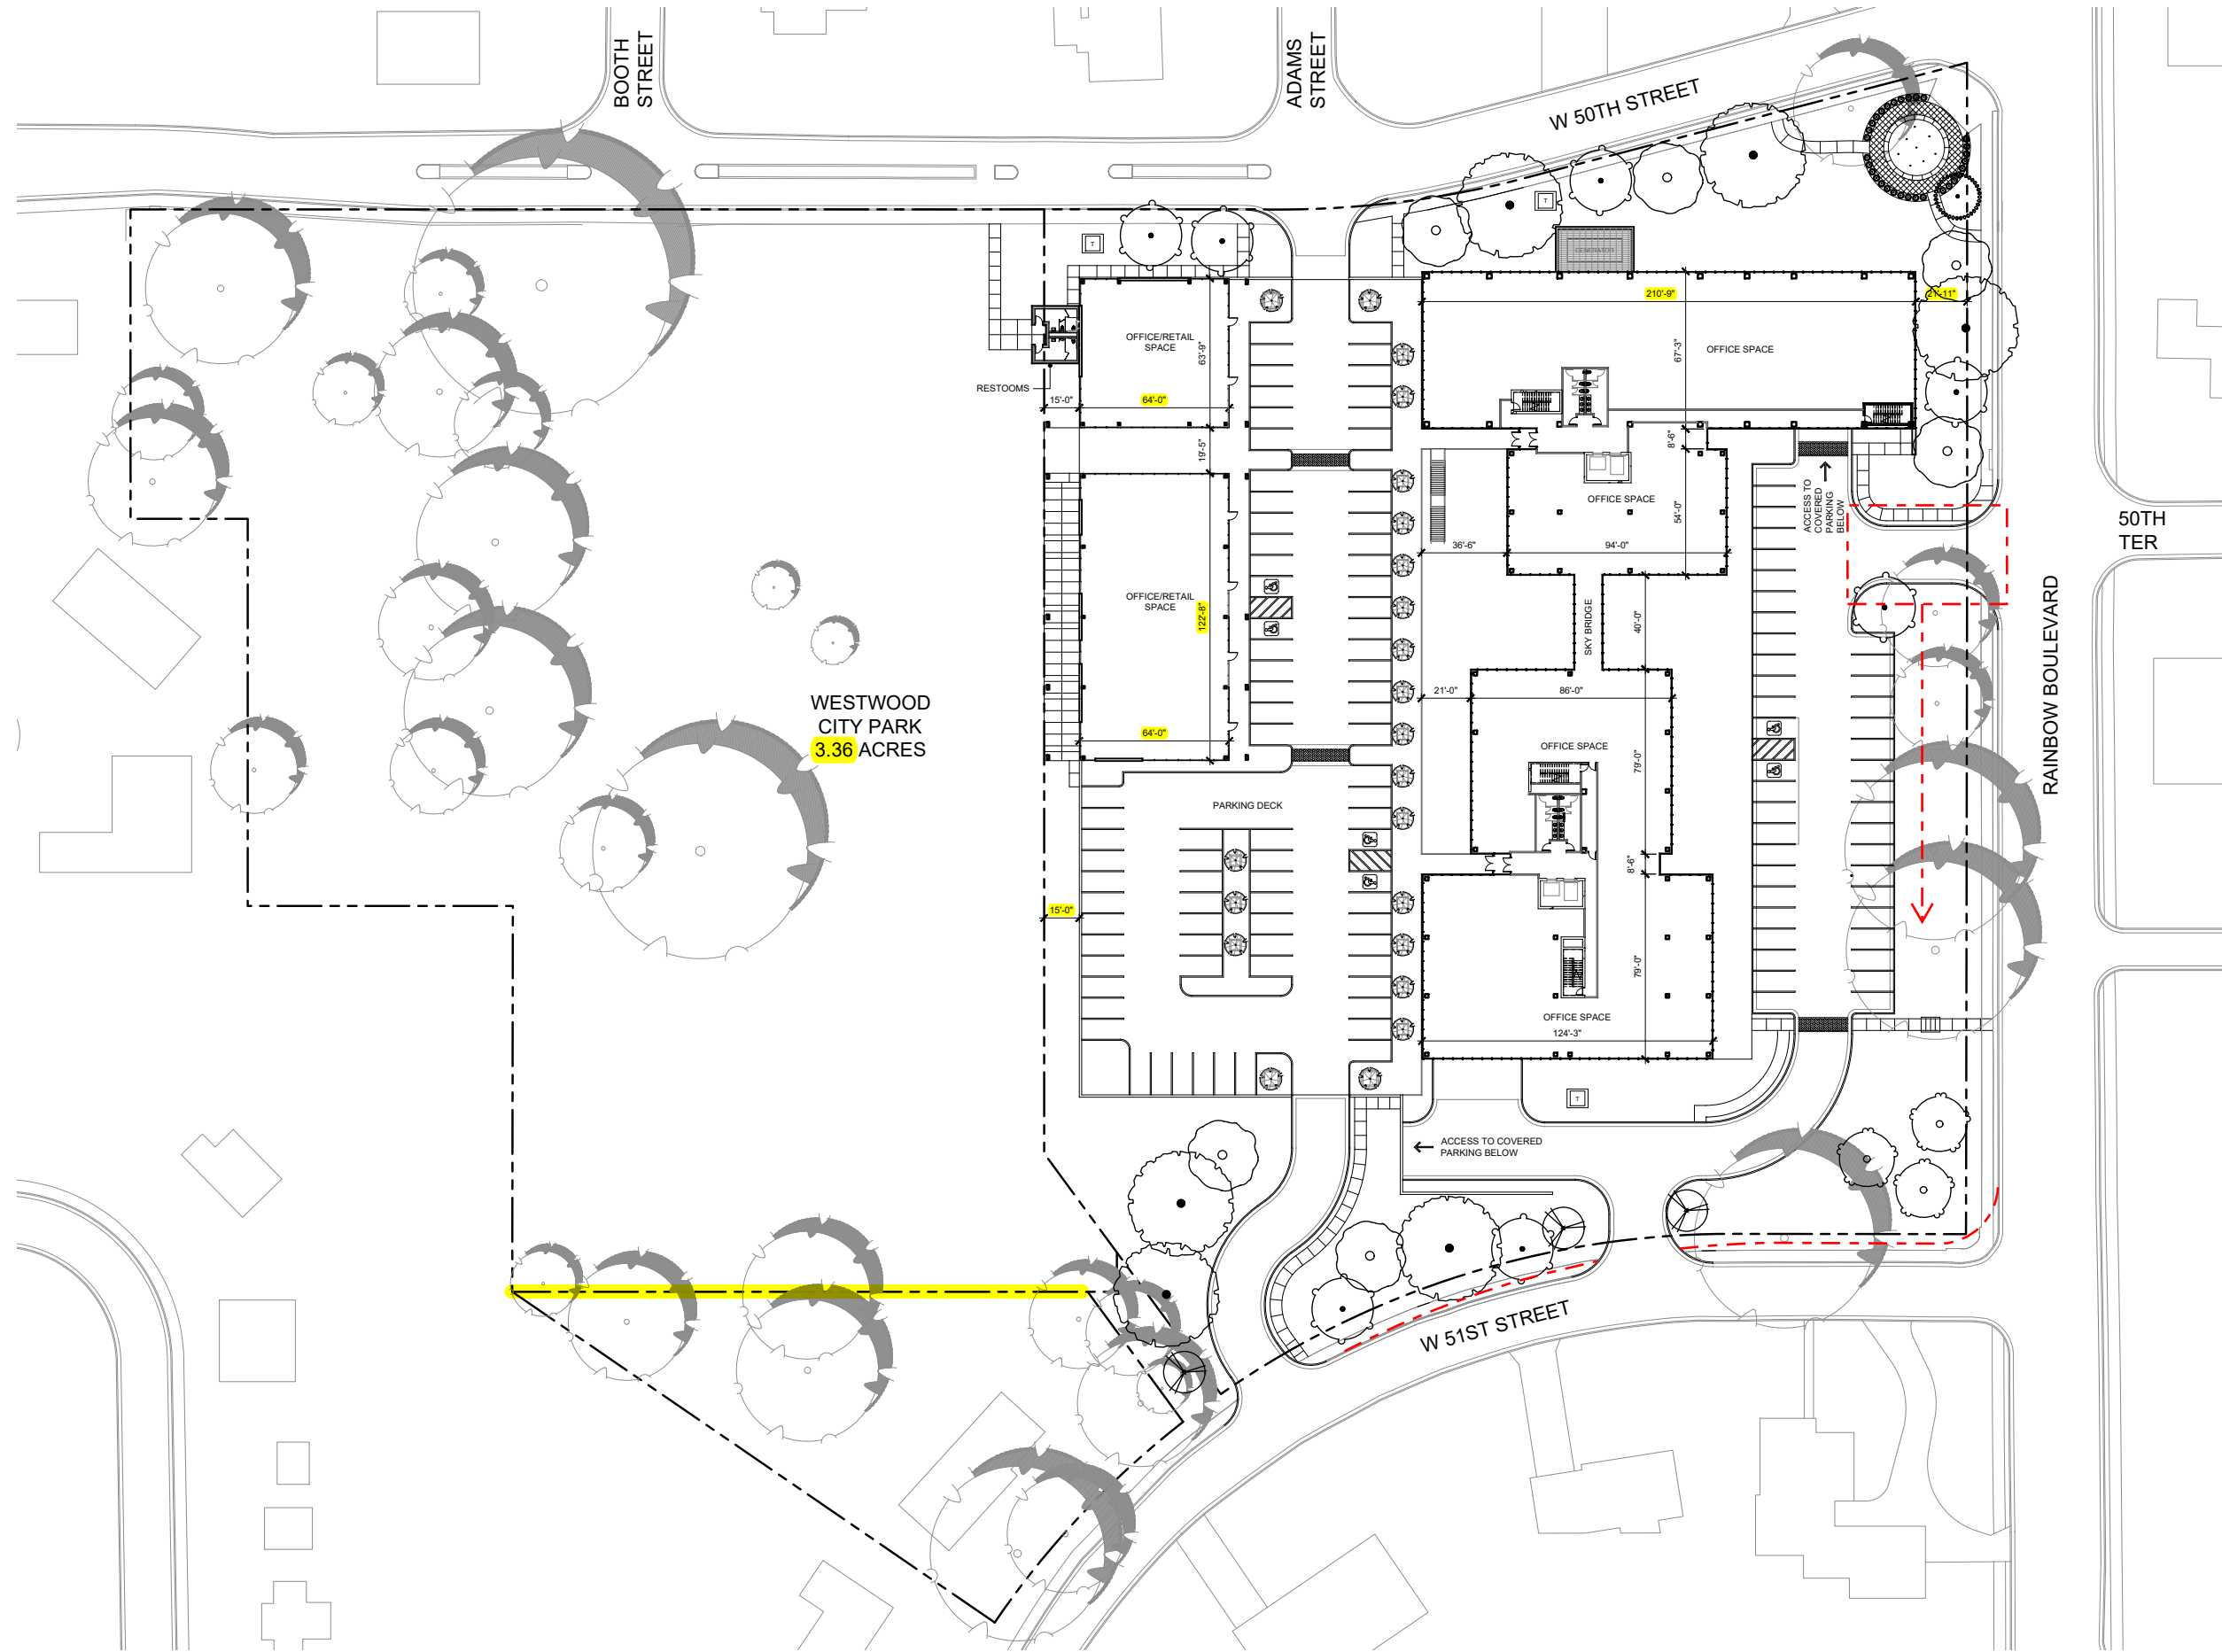 BOOTH
STREET
ADAMS
STREET
W 50TH STREET
T
T
GENERATOR
210'-9"
21'-11"
OFFICE/RETAIL
SPACE
63'-9"
67'-3"
OFFICE SPACE
RESTOOMS
15'-0"
64'-0"
19'-5"
8'-6"
OFFICE SPACE
54'-0"
ACCESS TO
COVERED
PARKING
BELOW
50TH
TER
36'-6"
94'-0"
OFFICE/RETAIL
SPACE
122'-8"
SKY BRIDGE
40'-0"
RAINBOW BOULEVARD
WESTWOOD
CITY PARK
3.36 ACRES
21'-0"
86'-0"
64'-0"
OFFICE SPACE
79'-0"
PARKING DECK
8'-6"
15'-0"
79'-0"
OFFICE SPACE
124'-3"
T
ACCESS TO COVERED
PARKING BELOW
W 51ST STREET